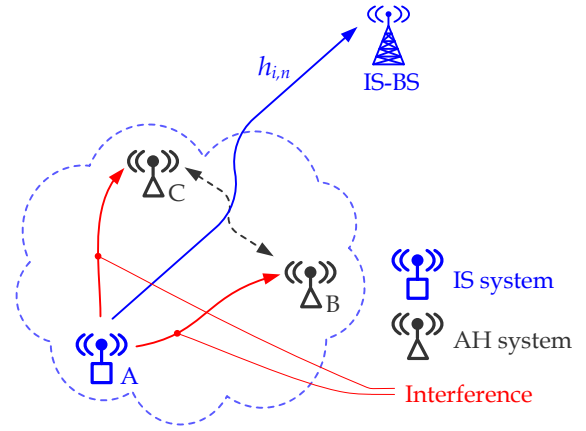 h_{i,n}
IS-BS
C
B
A
IS system
AH system
Interference